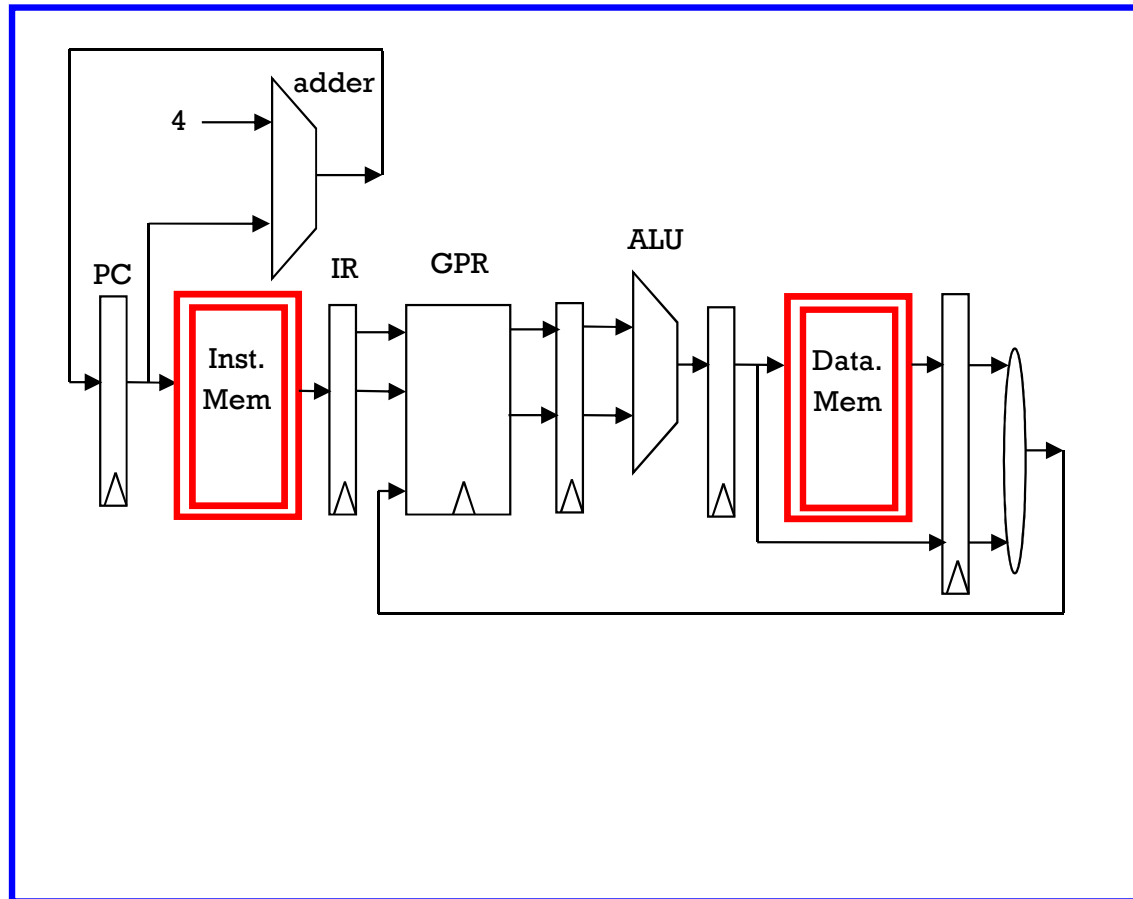 adder
4
PC
IR
GPR
ALU
Inst.
Mem
Data.
Mem